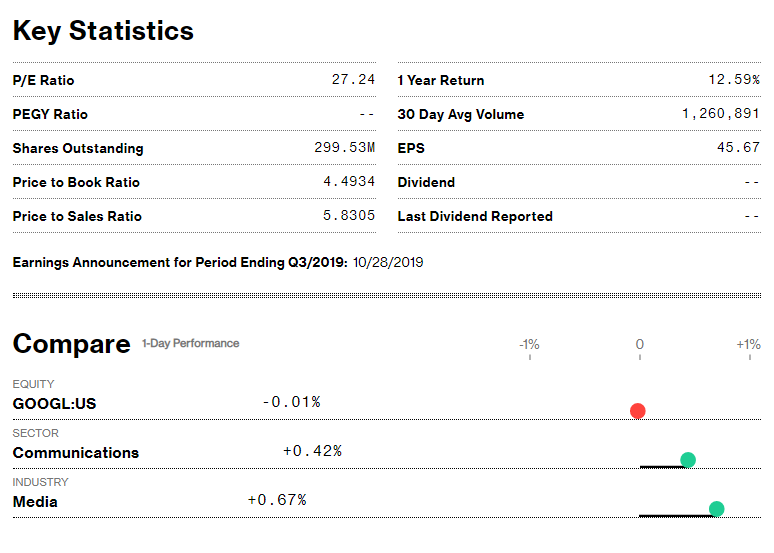 Key Statistics
P/E Ratio 27.24
1 Year Return 12.59%
PEGY Ratio --
30 Day Avg Volume 1,260,891
Shares Outstanding 299.53M
EPS 45.67
Price to Book Ratio 4.4934
Dividend --
Price to Sales Ratio 5.8305
Last Dividend Reported --
Earnings Announcement for Period Ending Q3/2019: 10/28/2019
Compare 1-Day Performance -1% 0 +1%
EQUITY
GOOGL:US -0.01%
SECTOR
Communications +0.42%
INDUSTRY
Media +0.67%